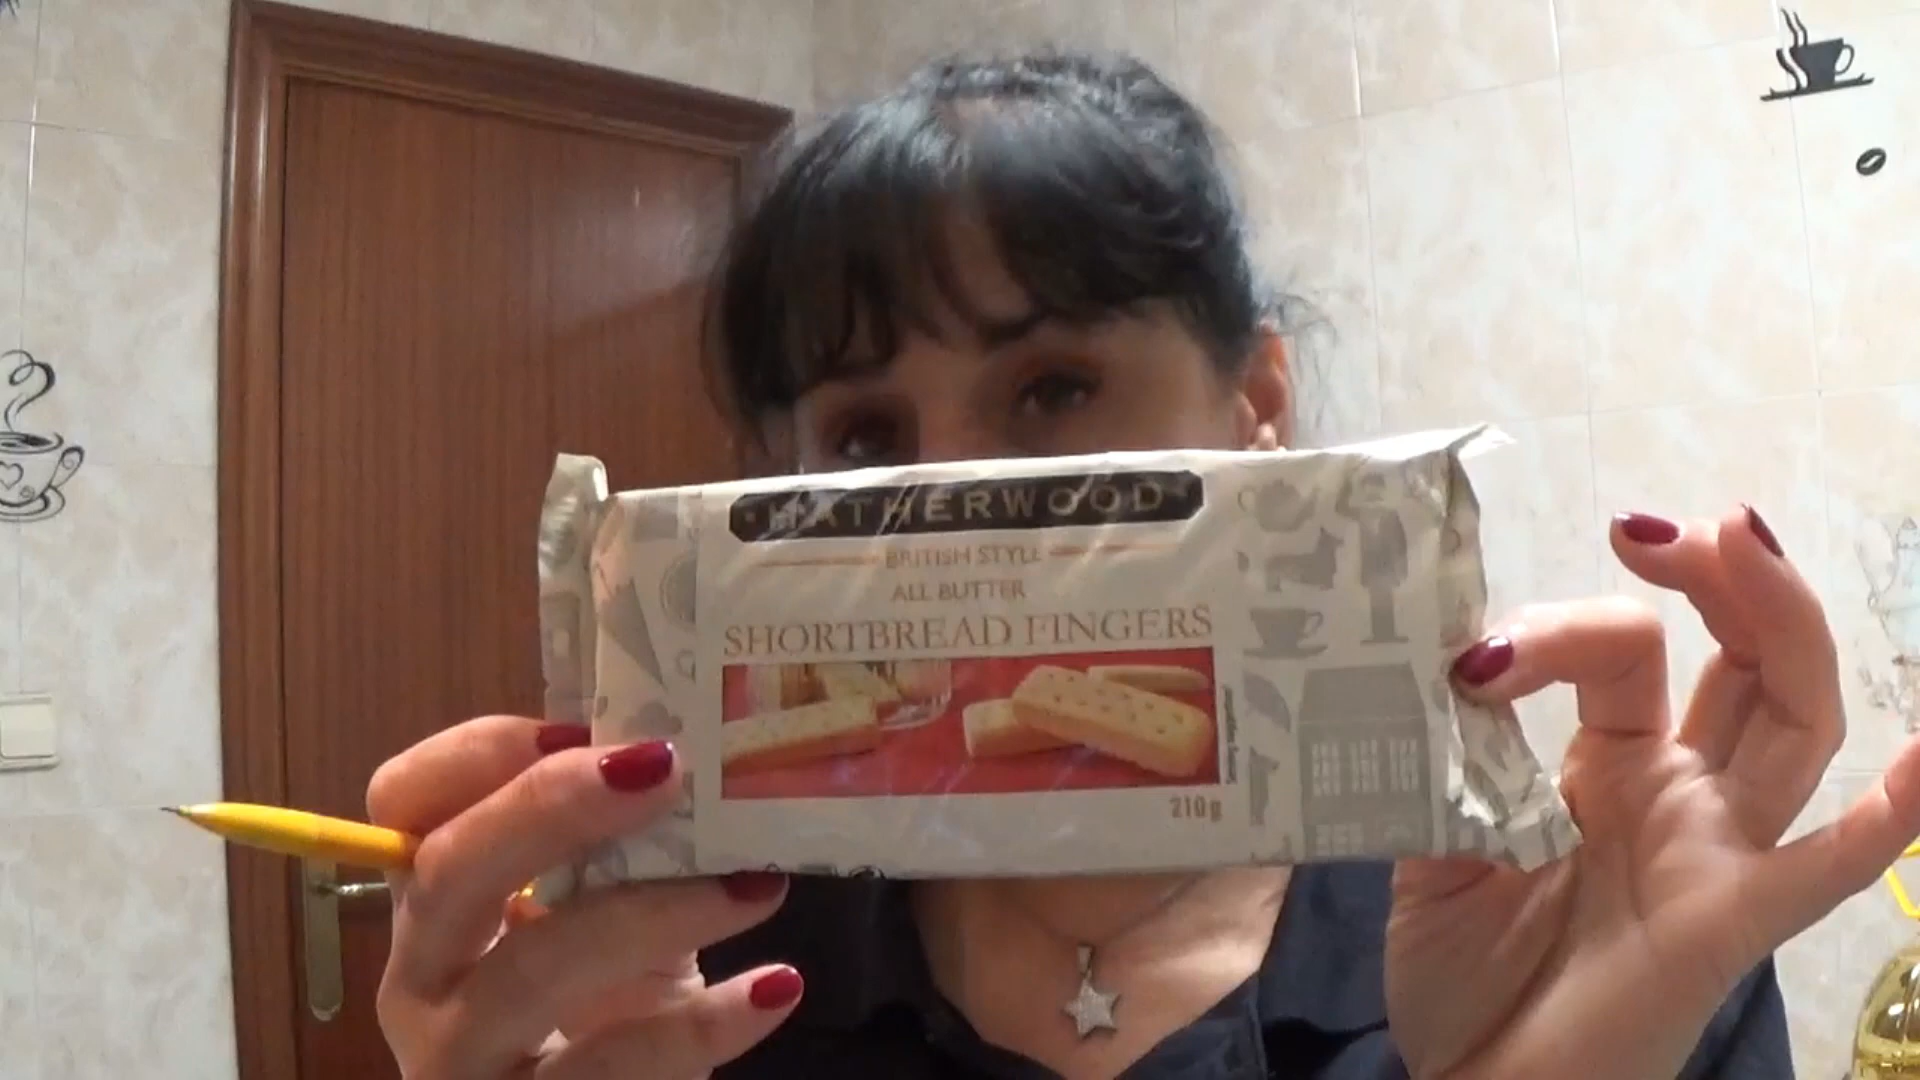 HATHERWOOD
BRITISH STYLE
ALL BUTTER
SHORTBREAD FINGERS
210g